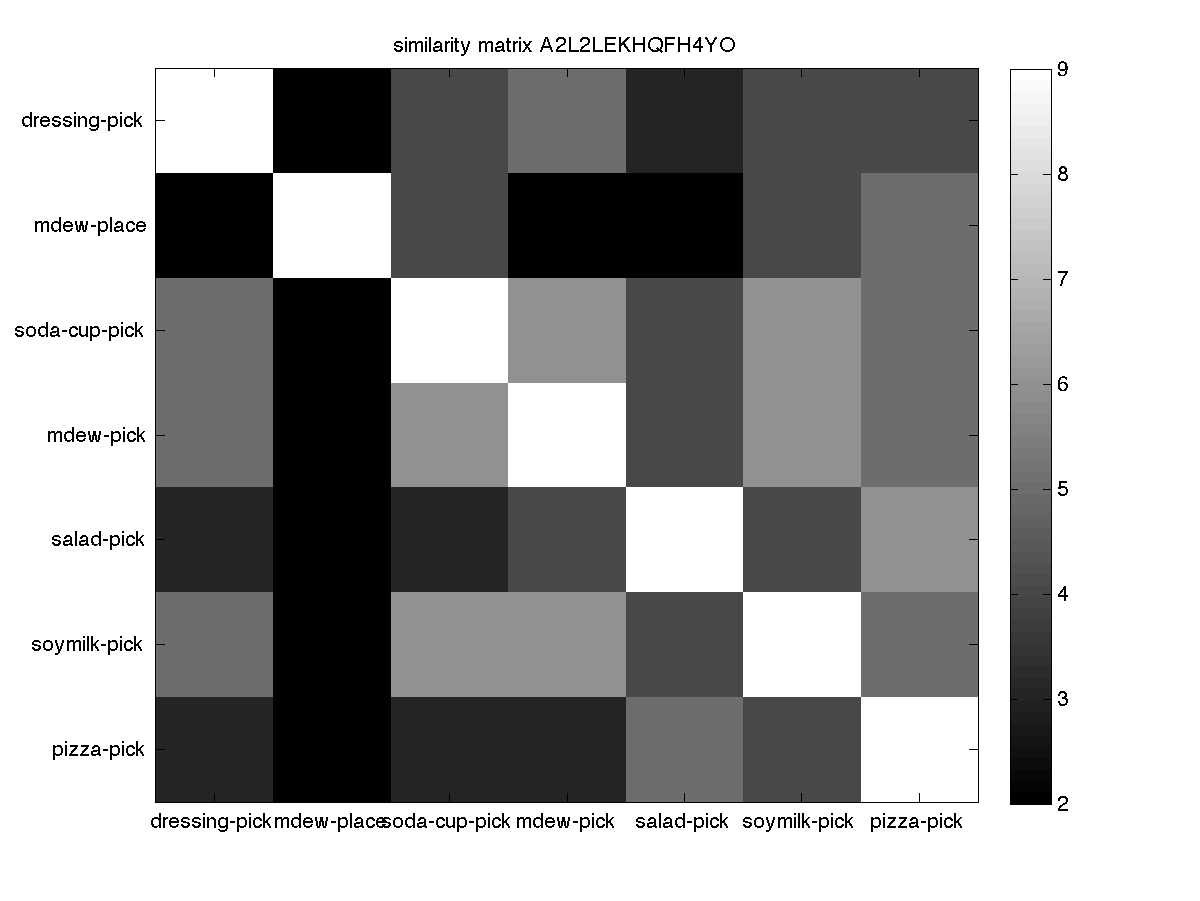 similarity matrix A2L2LEKHQFH4YO
dressing-pick
mdew-place
soda-cup-pick
mdew-pick
salad-pick
soymilk-pick
pizza-pick
dressing-pick mdew-place soda-cup-pick mdew-pick salad-pick soymilk-pick pizza-pick
9
8
7
6
5
4
3
2